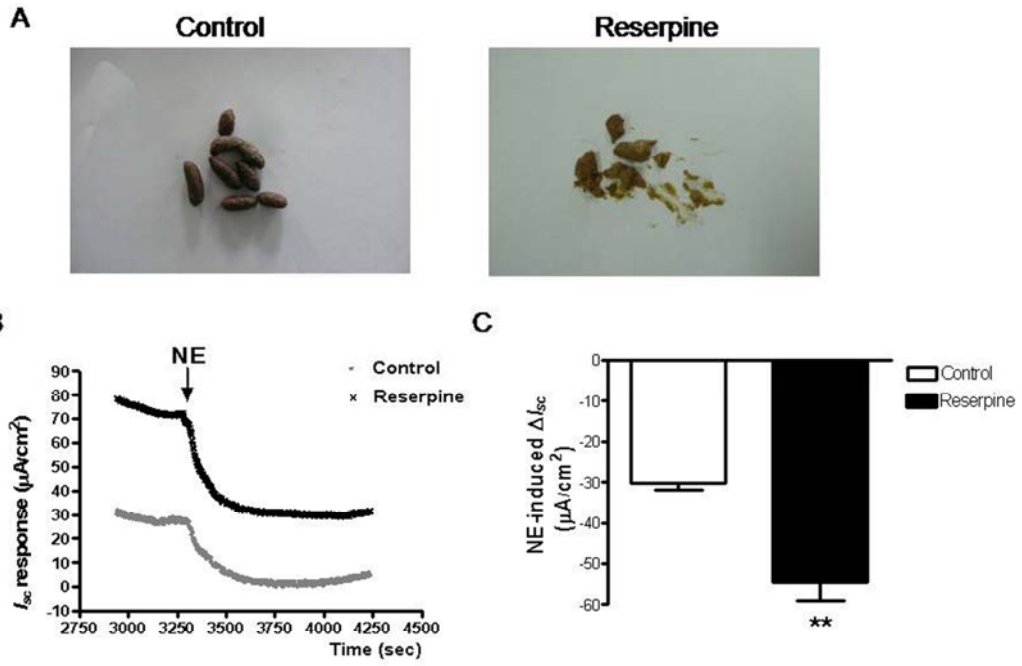 A
Control
Reserpine
B
NE
Control
Reserpine
Isc response (µA/cm²)
90
80
70
60
50
40
30
20
10
0
-10
2750 3000 3250 3500 3750 4000 4250 4500
Time (sec)
C
NE-induced ΔIsc
(µA/cm²)
0
-10
-20
-30
-40
-50
-60
**
Control
Reserpine